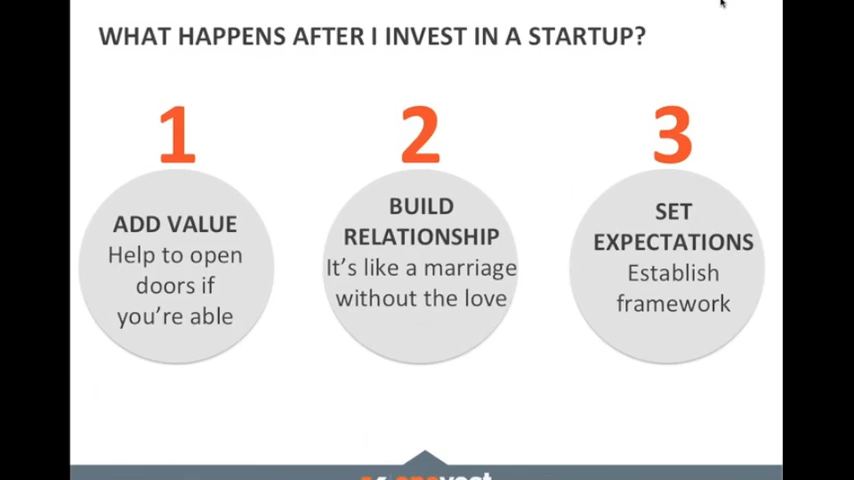 WHAT HAPPENS AFTER I INVEST IN A STARTUP?
1
ADD VALUE
Help to open
doors if
you're able
2
BUILD
RELATIONSHIP
It's like a marriage
without the love
3
SET
EXPECTATIONS
Establish
framework